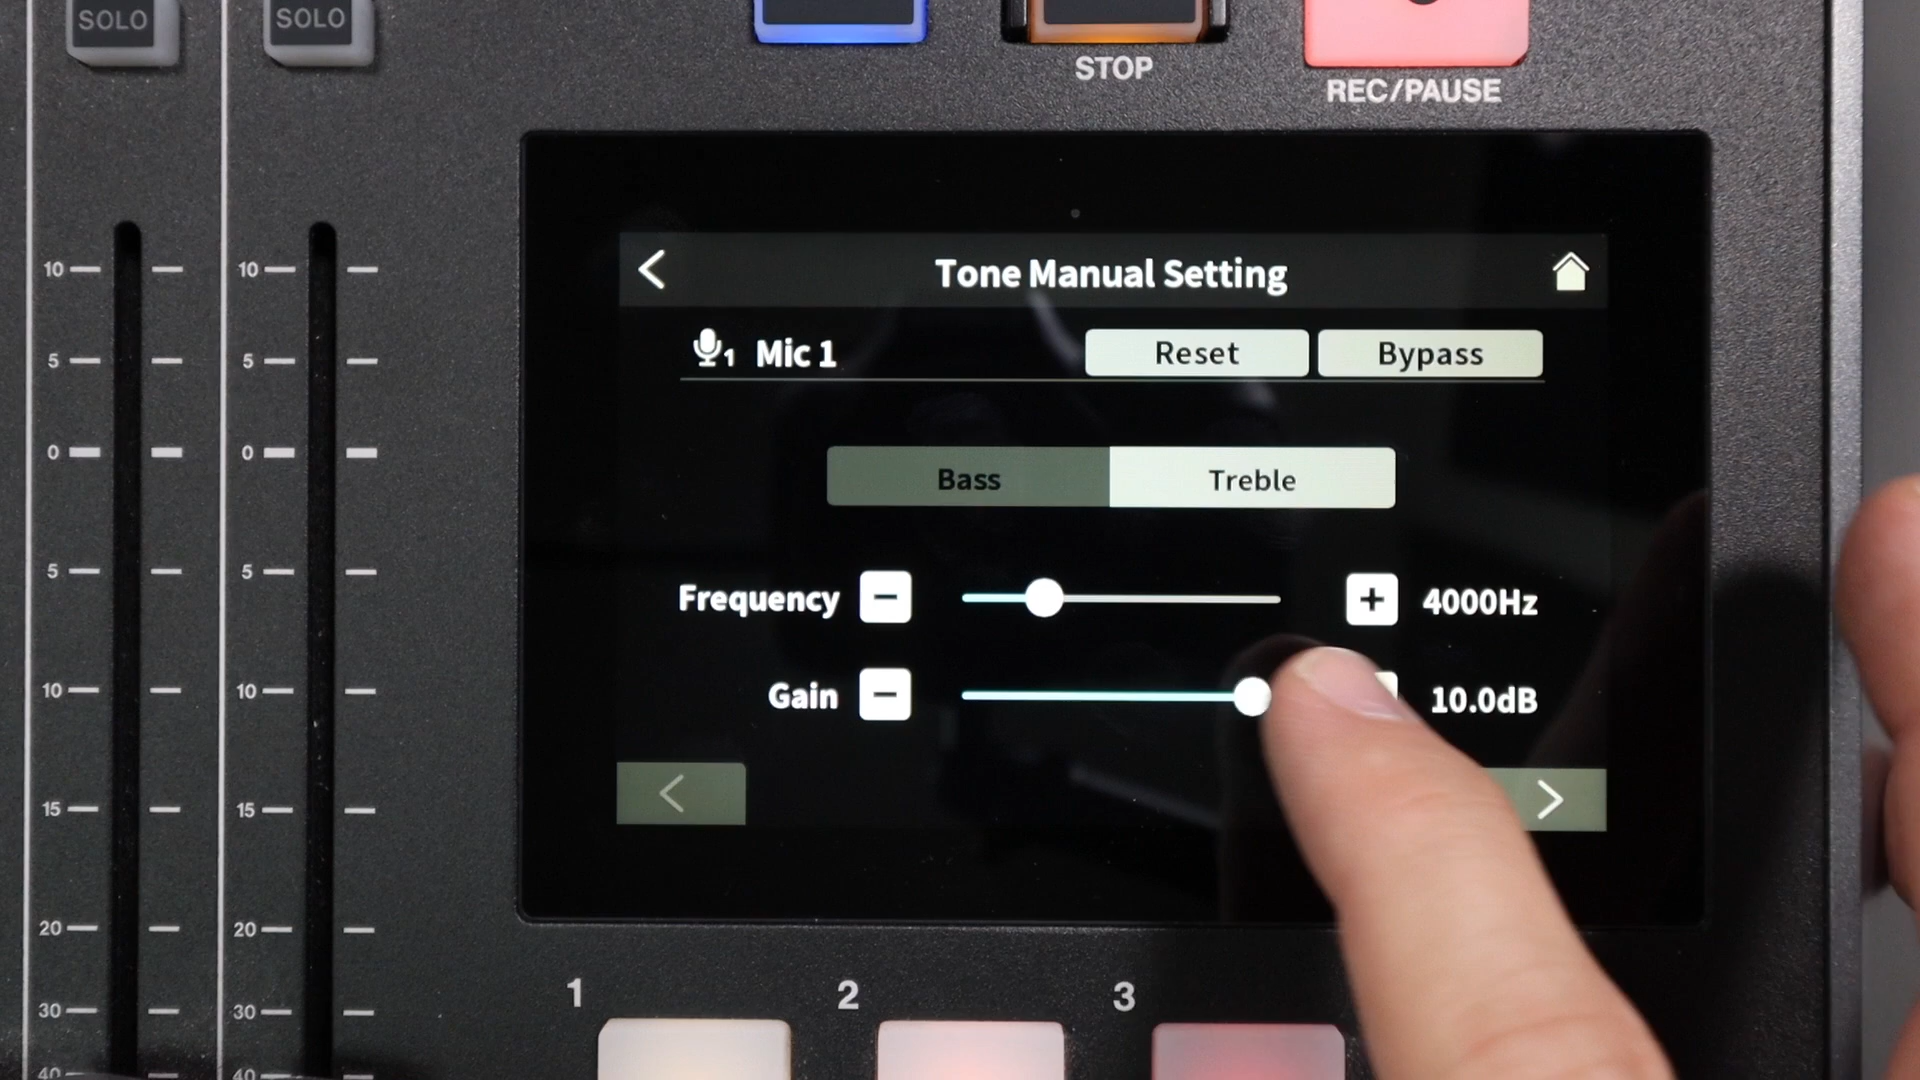 SOLO
SOLO
STOP
REC/PAUSE
10
10
5
5
0
0
5
5
10
10
15
15
20
20
30
30
40
40
Tone Manual Setting
1 Mic 1
Reset
Bypass
Bass
Treble
Frequency
−
+
4000Hz
Gain
−
10.0dB
<
>
1
2
3